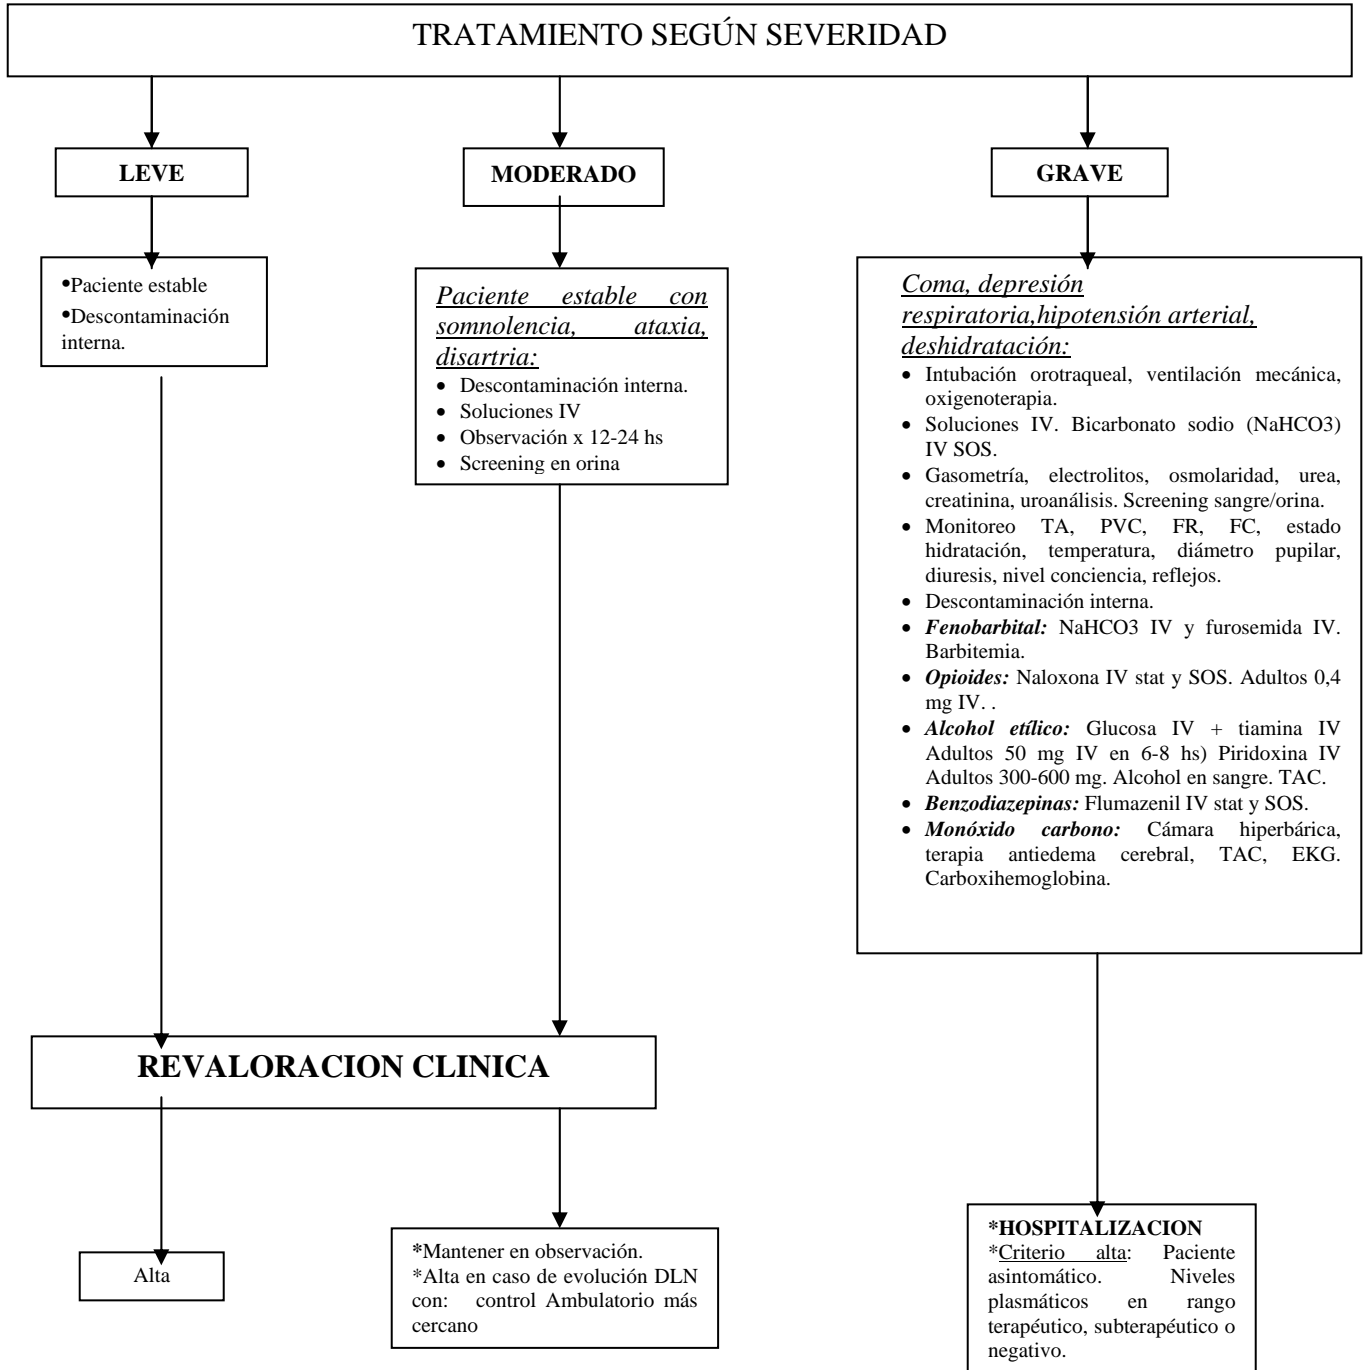 TRATAMIENTO SEGÚN SEVERIDAD
LEVE
•Paciente estable
•Descontaminación
interna.
MODERADO
Paciente estable con
somnolencia, ataxia,
disartria:
• Descontaminación interna.
• Soluciones IV
• Observación x 12-24 hs
• Screening en orina
GRAVE
Coma, depresión
respiratoria,hipotensión arterial,
deshidratación:
• Intubación orotraqueal, ventilación mecánica,
oxigenoterapia.
• Soluciones IV. Bicarbonato sodio (NaHCO3)
IV SOS.
• Gasometría, electrolitos, osmolaridad, urea,
creatinina, uroanálisis. Screening sangre/orina.
• Monitoreo TA, PVC, FR, FC, estado
hidratación, temperatura, diámetro pupilar,
diuresis, nivel conciencia, reflejos.
• Descontaminación interna.
• Fenobarbital: NaHCO3 IV y furosemida IV.
Barbitemia.
• Opioides: Naloxona IV stat y SOS. Adultos 0,4
mg IV. .
• Alcohol etílico: Glucosa IV + tiamina IV
Adultos 50 mg IV en 6-8 hs) Piridoxina IV
Adultos 300-600 mg. Alcohol en sangre. TAC.
• Benzodiazepinas: Flumazenil IV stat y SOS.
• Monóxido carbono: Cámara hiperbárica,
terapia antiedema cerebral, TAC, EKG.
Carboxihemoglobina.
REVALORACION CLINICA
Alta
*Mantener en observación.
*Alta en caso de evolución DLN
con: control Ambulatorio más
cercano
*HOSPITALIZACION
*Criterio alta: Paciente
asintomático. Niveles
plasmáticos en rango
terapéutico, subterapéutico o
negativo.